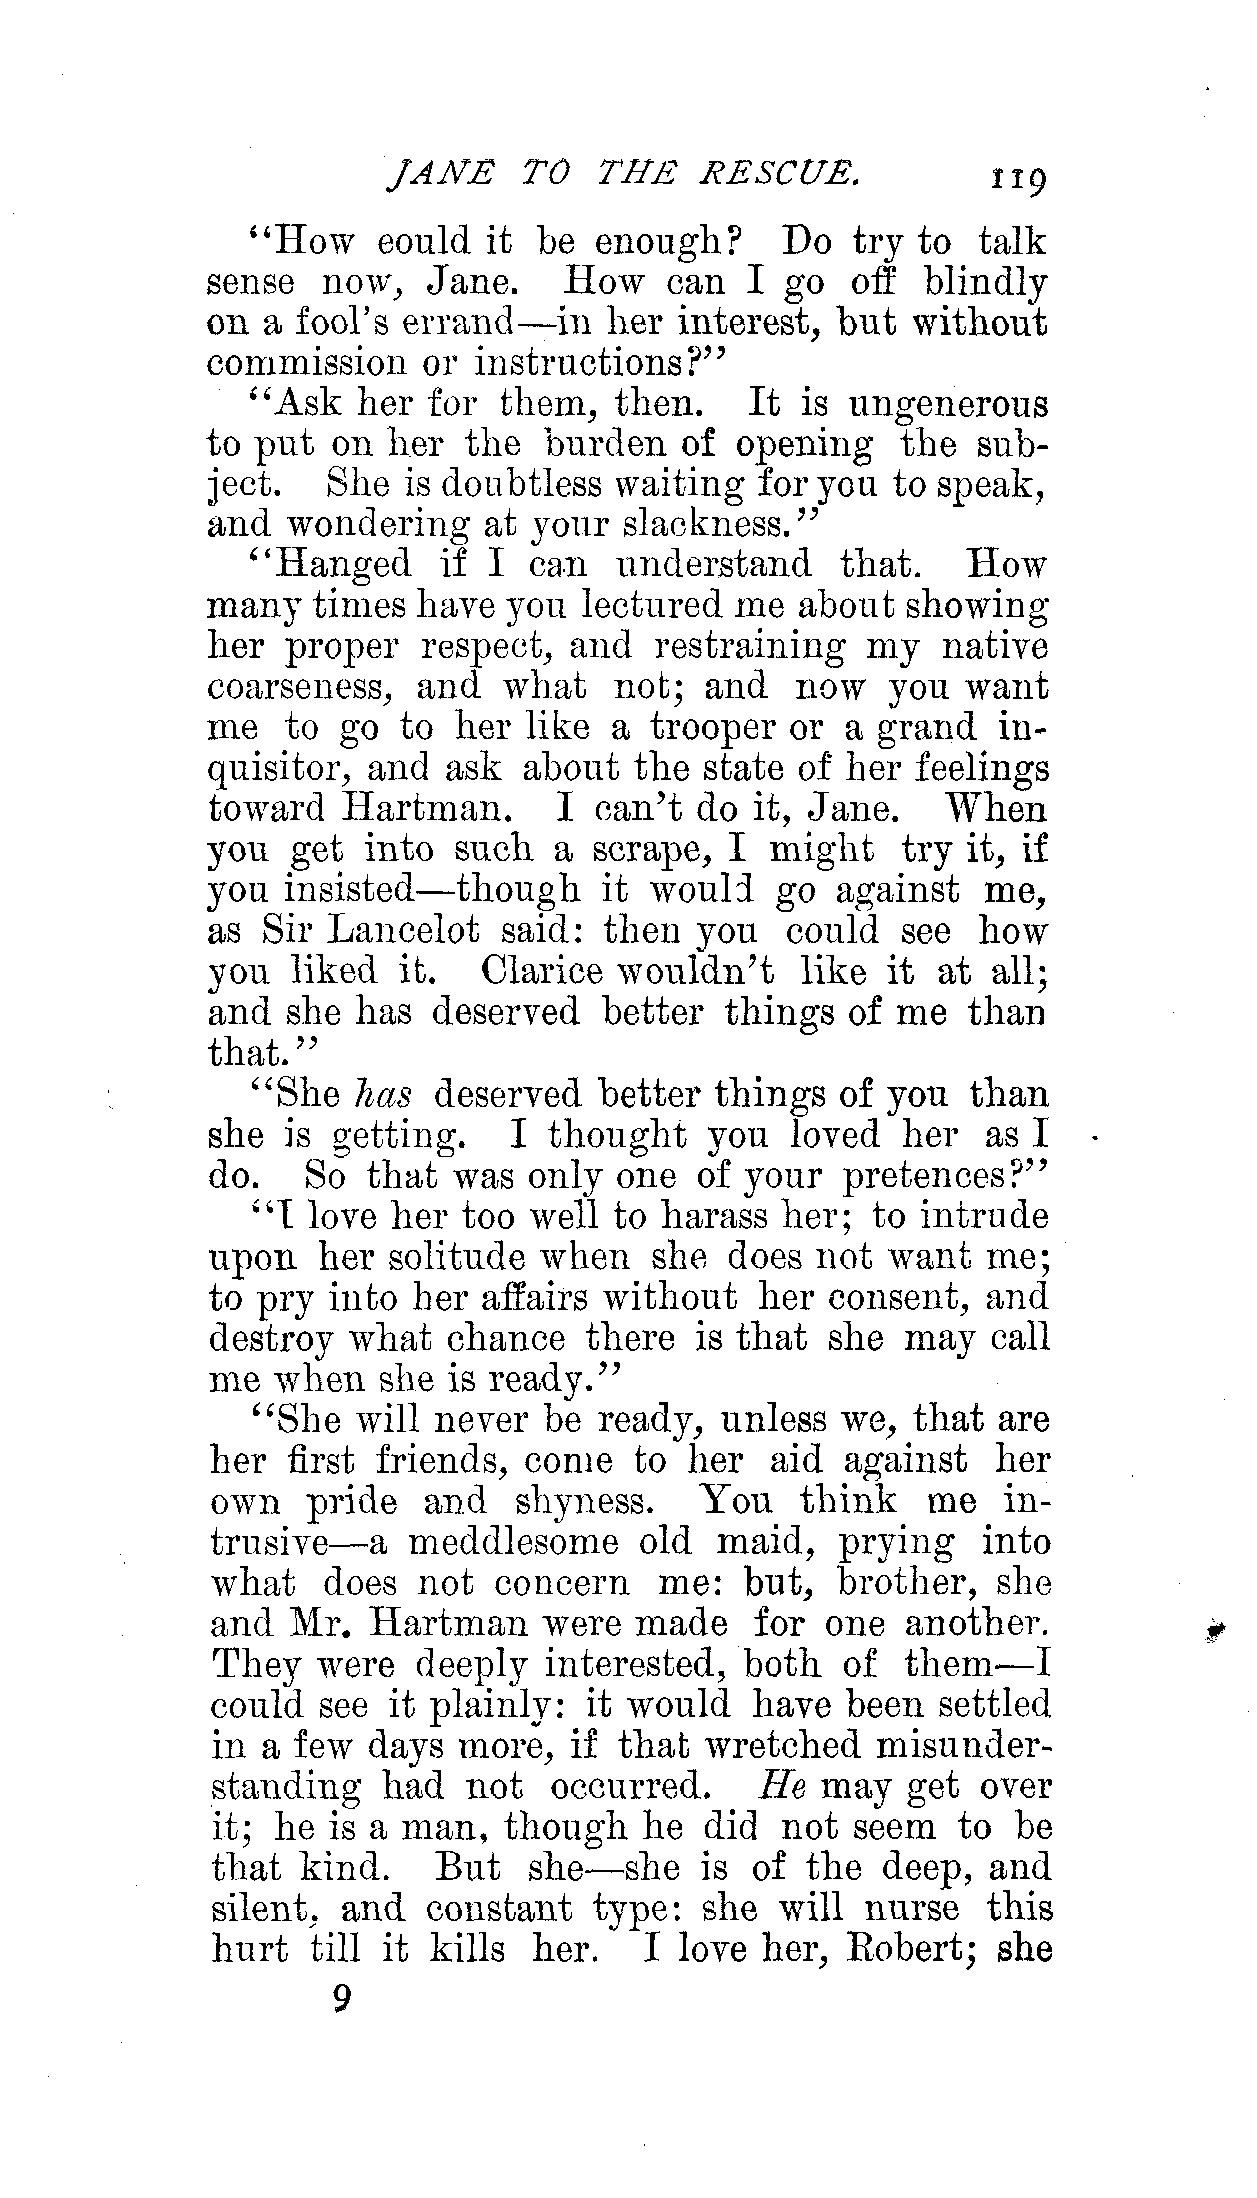 JANE TO THE RESCUE. 119
"How eould it be enough? Do try to talk
sense now, Jane. How can I go off blindly
on a fool's errand—in her interest, but without
commission or instructions?"
"Ask her for them, then. It is ungenerous
to put on her the burden of opening the sub-
ject. She is doubtless waiting for you to speak,
and wondering at your slackness."
"Hanged if I can understand that. How
many times have you lectured me about showing
her proper respect, and restraining my native
coarseness, and what not; and now you want
me to go to her like a trooper or a grand in-
quisitor, and ask about the state of her feelings
toward Hartman. I can't do it, Jane. When
you get into such a scrape, I might try it, if
you insisted—though it would go against me,
as Sir Lancelot said: then you could see how
you liked it. Clarice wouldn't like it at all;
and she has deserved better things of me than
that."
"She has deserved better things of you than
she is getting. I thought you loved her as I
do. So that was only one of your pretences?"
"I love her too well to harass her; to intrude
upon her solitude when she does not want me;
to pry into her affairs without her consent, and
destroy what chance there is that she may call
me when she is ready."
"She will never be ready, unless we, that are
her first friends, come to her aid against her
own pride and shyness. You think me in-
trusive—a meddlesome old maid, prying into
what does not concern me: but, brother, she
and Mr. Hartman were made for one another.
They were deeply interested, both of them—I
could see it plainly: it would have been settled
in a few days more, if that wretched misunder-
standing had not occurred. He may get over
it; he is a man, though he did not seem to be
that kind. But she—she is of the deep, and
silent, and constant type: she will nurse this
hurt till it kills her. I love her, Robert; she
9